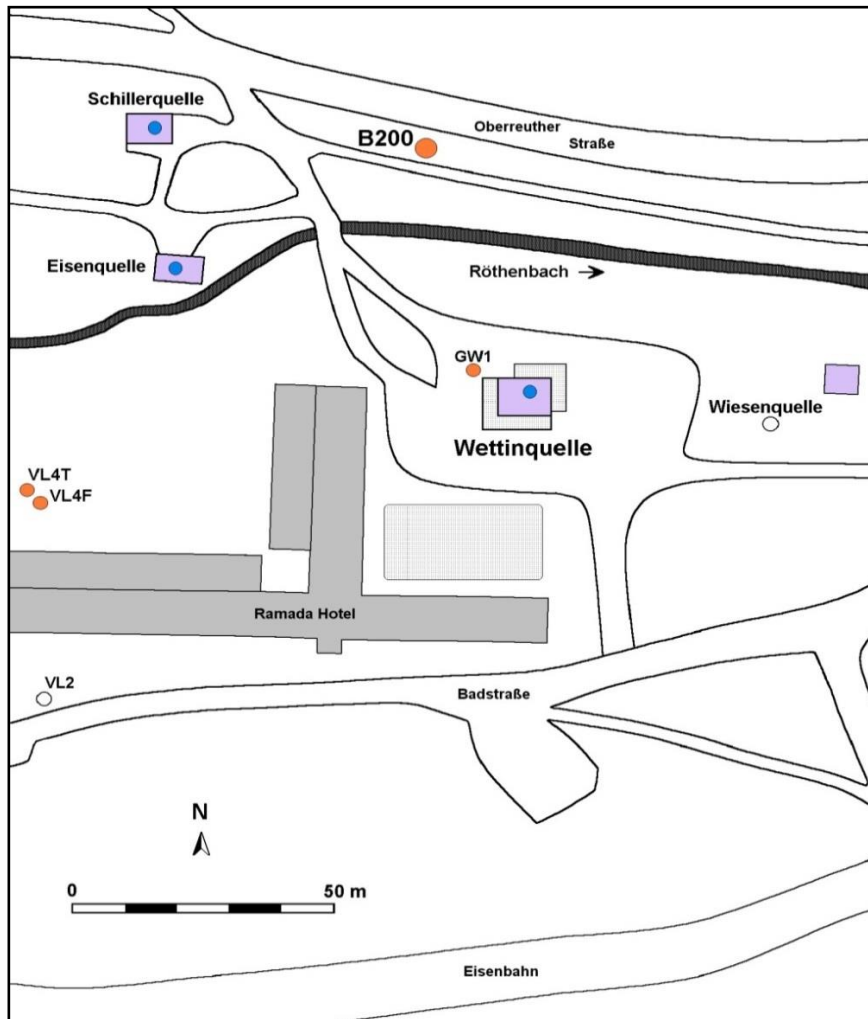 Schillerquelle
Oberreuther
B200
Straße
Eisenquelle
Röthenbach
GW1
Wiesenquelle
Wettinquelle
VL4T
VL4F
Ramada Hotel
VL2
Badstraße
N
0 50 m
Eisenbahn